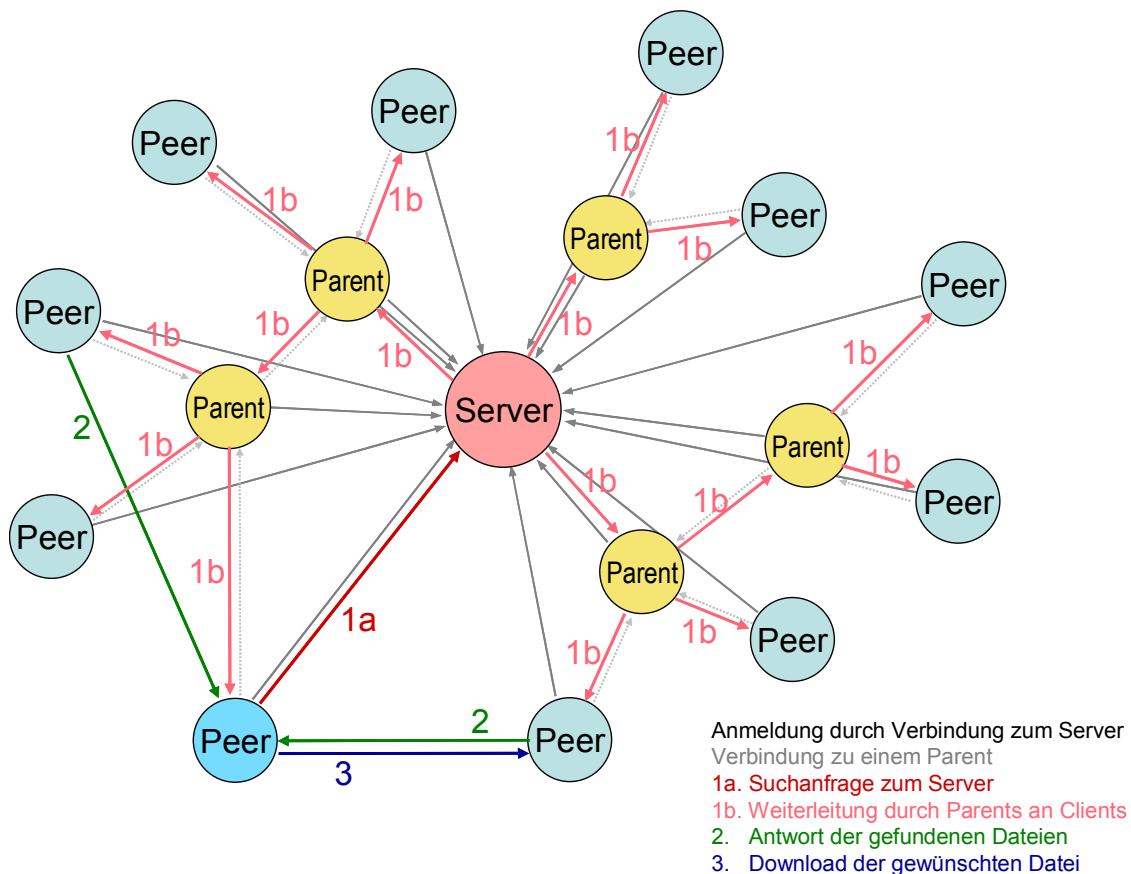 Peer
Peer
Peer
1b
1b
1b
Peer
Parent
1b
Peer
Parent
Peer
Peer
1b
1b
1b
1b
1b
Server
Parent
2
1b
Parent
1b
1b
Peer
1b
1b
Peer
1b
Parent
1a
1b
1b
Peer
Peer
2
Peer
3
Anmeldung durch Verbindung zum Server
Verbindung zu einem Parent
1a. Suchanfrage zum Server
1b. Weiterleitung durch Parents an Clients
2. Antwort der gefundenen Dateien
3. Download der gewünschten Datei